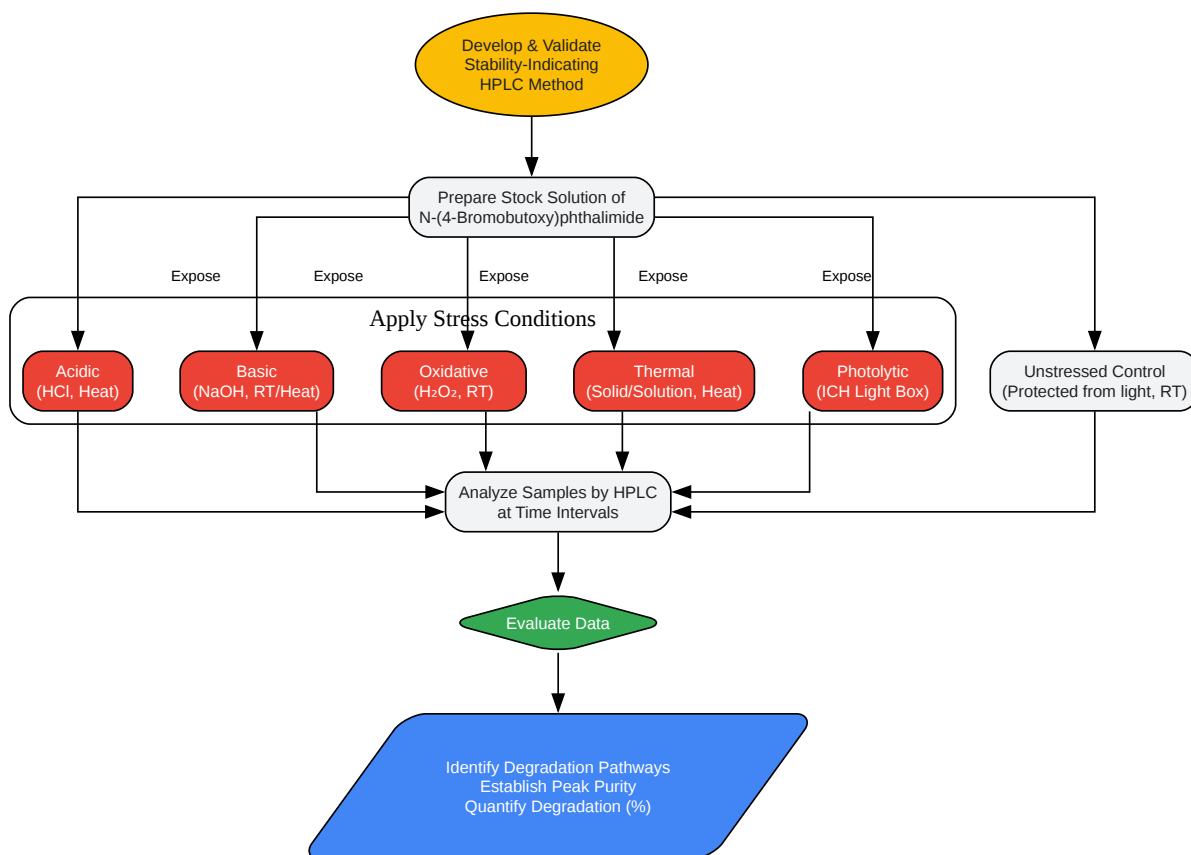 Develop & Validate
Stability-Indicating
HPLC Method
Prepare Stock Solution of
N-(4-Bromobutoxy)phthalimide
Expose
Expose
Expose
Expose
Expose
Apply Stress Conditions
Acidic
(HCl, Heat)
Basic
(NaOH, RT/Heat)
Oxidative
(H₂O₂, RT)
Thermal
(Solid/Solution, Heat)
Photolytic
(ICH Light Box)
Unstressed Control
(Protected from light, RT)
Analyze Samples by HPLC
at Time Intervals
Evaluate Data
Identify Degradation Pathways
Establish Peak Purity
Quantify Degradation (%)